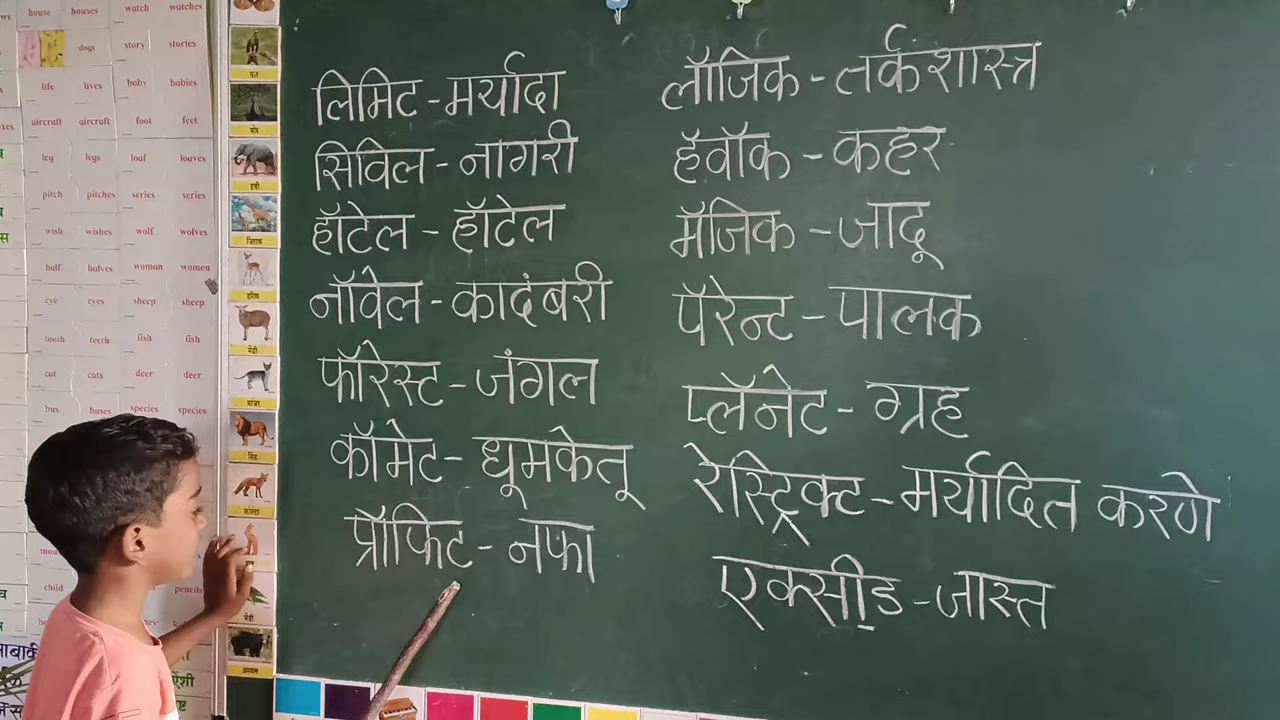 house houses watch watches
dogs story stories
life lives baby babies
aircraft aircraft foot feet
leg legs loaf loaves
pitch pitches series series
wish wishes wolf wolves
half halves woman women
eye eyes sheep sheep
tooth teeth fish fish
cat cats deer deer
bus buses species species
child pencils
मोर
हत्ती
जिराफ
हरिण
मेंढी
मांजर
सिंह
कोल्हा
लिमिट - मर्यादा
सिविल - नागरी
हॉटेल - हॉटेल
नॉवेल - कादंबरी
फॉरेस्ट - जंगल
कॉमेट - धूमकेतू
प्रॉफिट - नफा
लॉजिक - तर्कशास्त्र
हॅवॉक - कहर
मॅजिक - जादू
पॅरेन्ट - पालक
प्लॅनेट - ग्रह
रेस्ट्रिक्ट - मर्यादित करणे
एक्सीड - जास्त